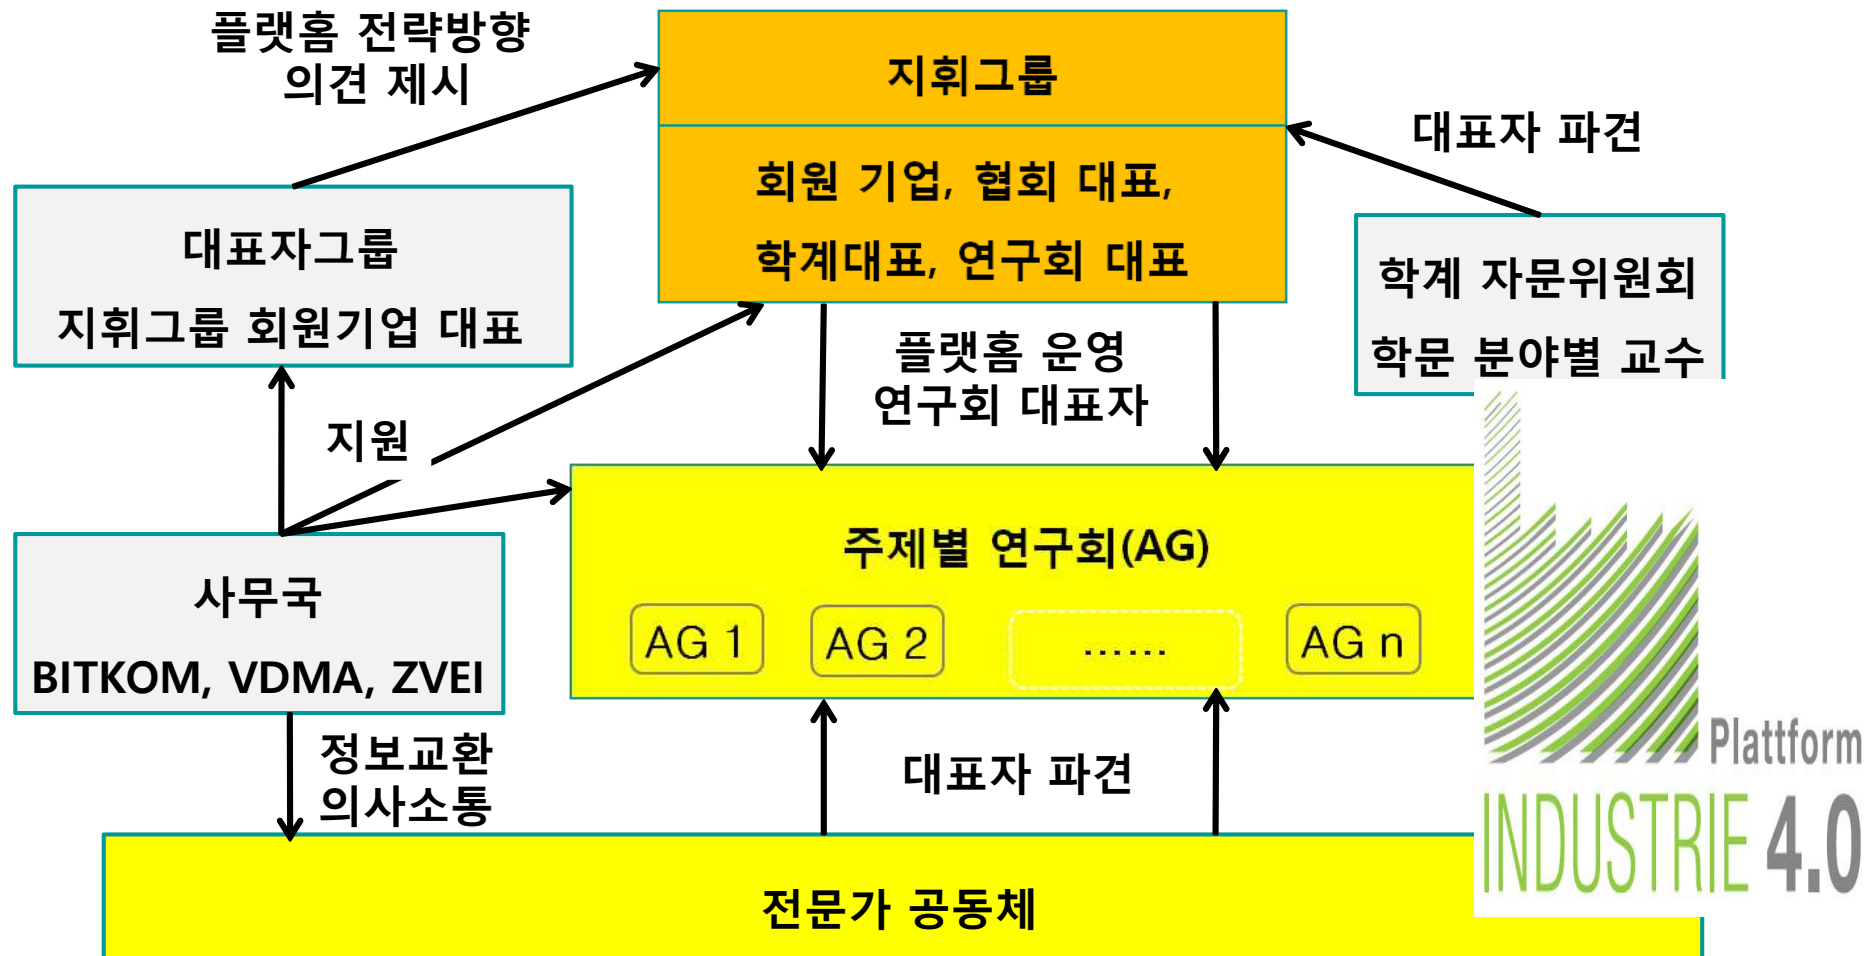 플랫홈 전략방향
의견 제시
지휘그룹
회원 기업, 협회 대표,
학계대표, 연구회 대표
대표자 파견
대표자그룹
지휘그룹 회원기업 대표
학계 자문위원회
학문 분야별 교수
플랫홈 운영
연구회 대표자
지원
주제별 연구회(AG)
AG 1
AG 2
......
AG n
사무국
BITKOM, VDMA, ZVEI
정보교환
의사소통
대표자 파견
Plattform
INDUSTRIE 4.0
전문가 공동체